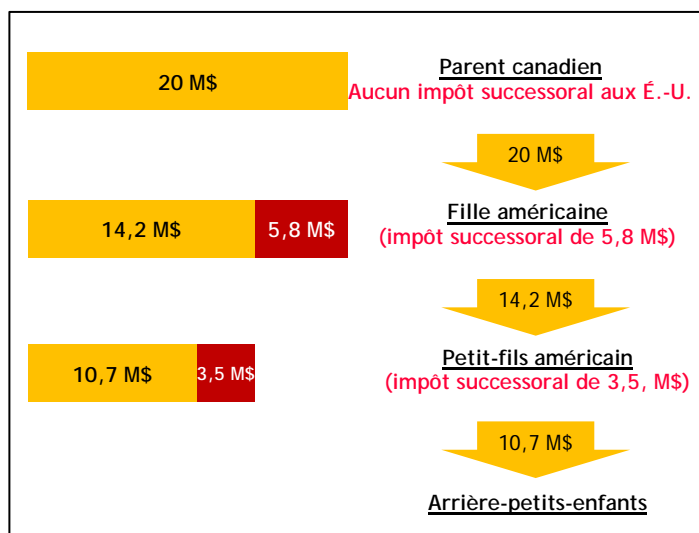 20 M$
Parent canadien
Aucun impôt successoral aux É.-U.
20 M$
14,2 M$
5,8 M$
Fille américaine
(impôt successoral de 5,8 M$)
14,2 M$
10,7 M$
3,5 M$
Petit-fils américain
(impôt successoral de 3,5, M$)
10,7 M$
Arrière-petits-enfants